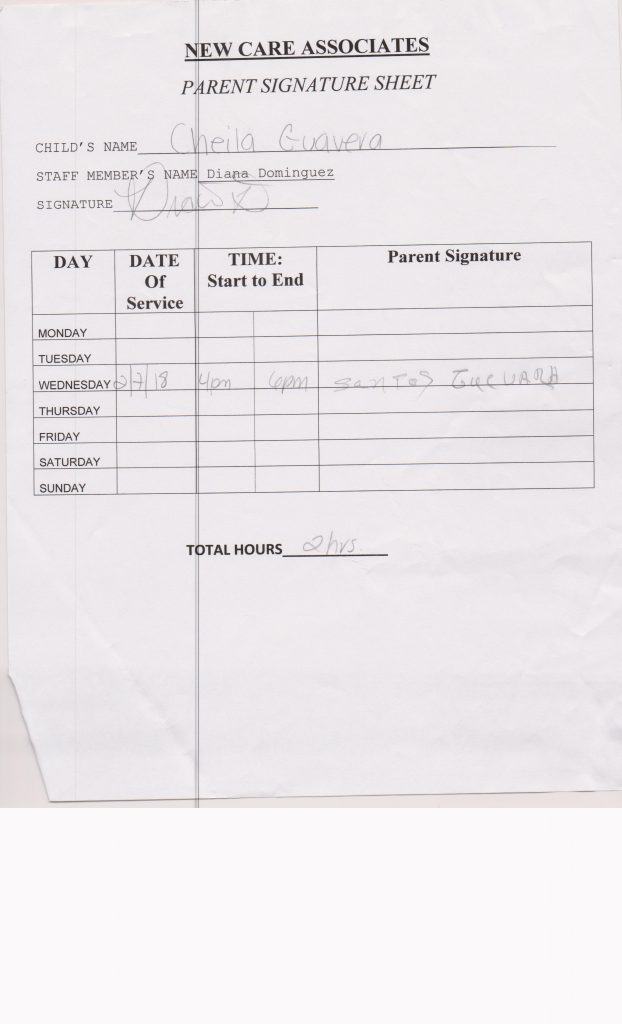 NEW CARE ASSOCIATES
PARENT SIGNATURE SHEET
CHILD'S NAME Cheila Guavera
STAFF MEMBER'S NAME Diana Dominguez
SIGNATURE
DAY DATE Of Service TIME: Start to End Parent Signature
MONDAY
TUESDAY
WEDNESDAY 2/7/18 4pm 6pm Santos Guevara
THURSDAY
FRIDAY
SATURDAY
SUNDAY
TOTAL HOURS 2 hrs.